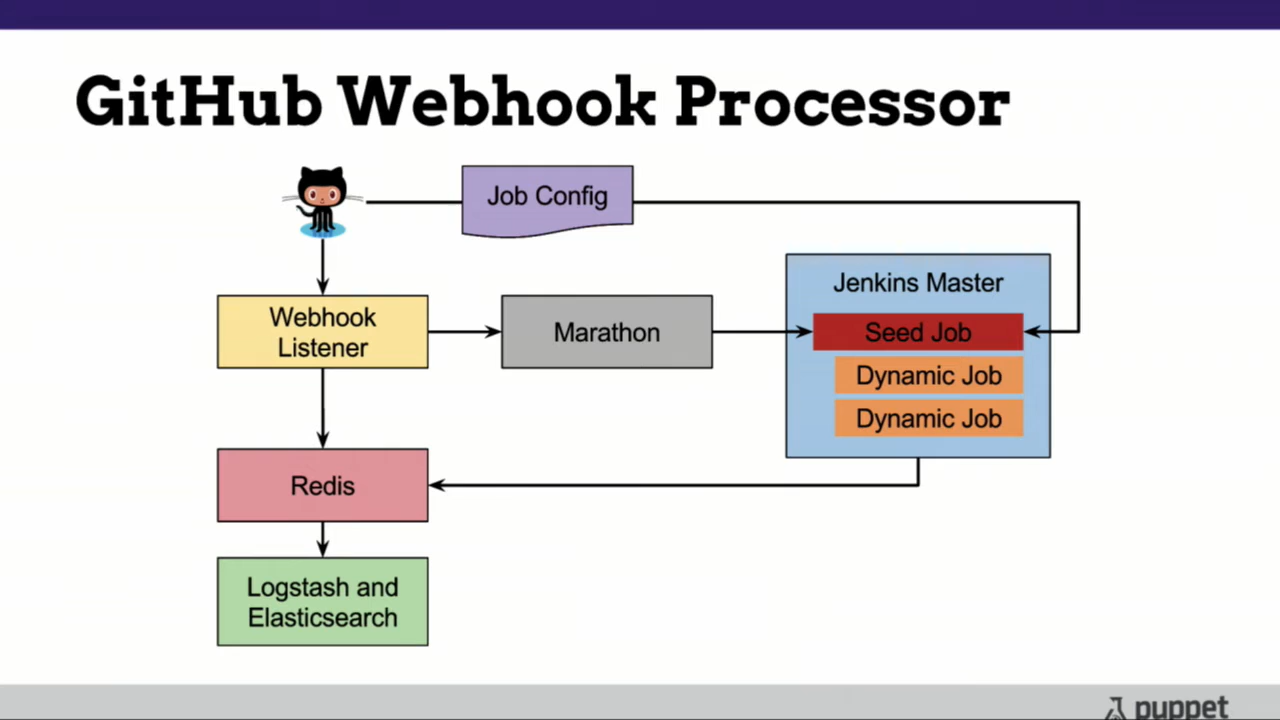 GitHub Webhook Processor
Job Config
Webhook
Listener
Marathon
Jenkins Master
Seed Job
Dynamic Job
Dynamic Job
Redis
Logstash and
Elasticsearch
puppet